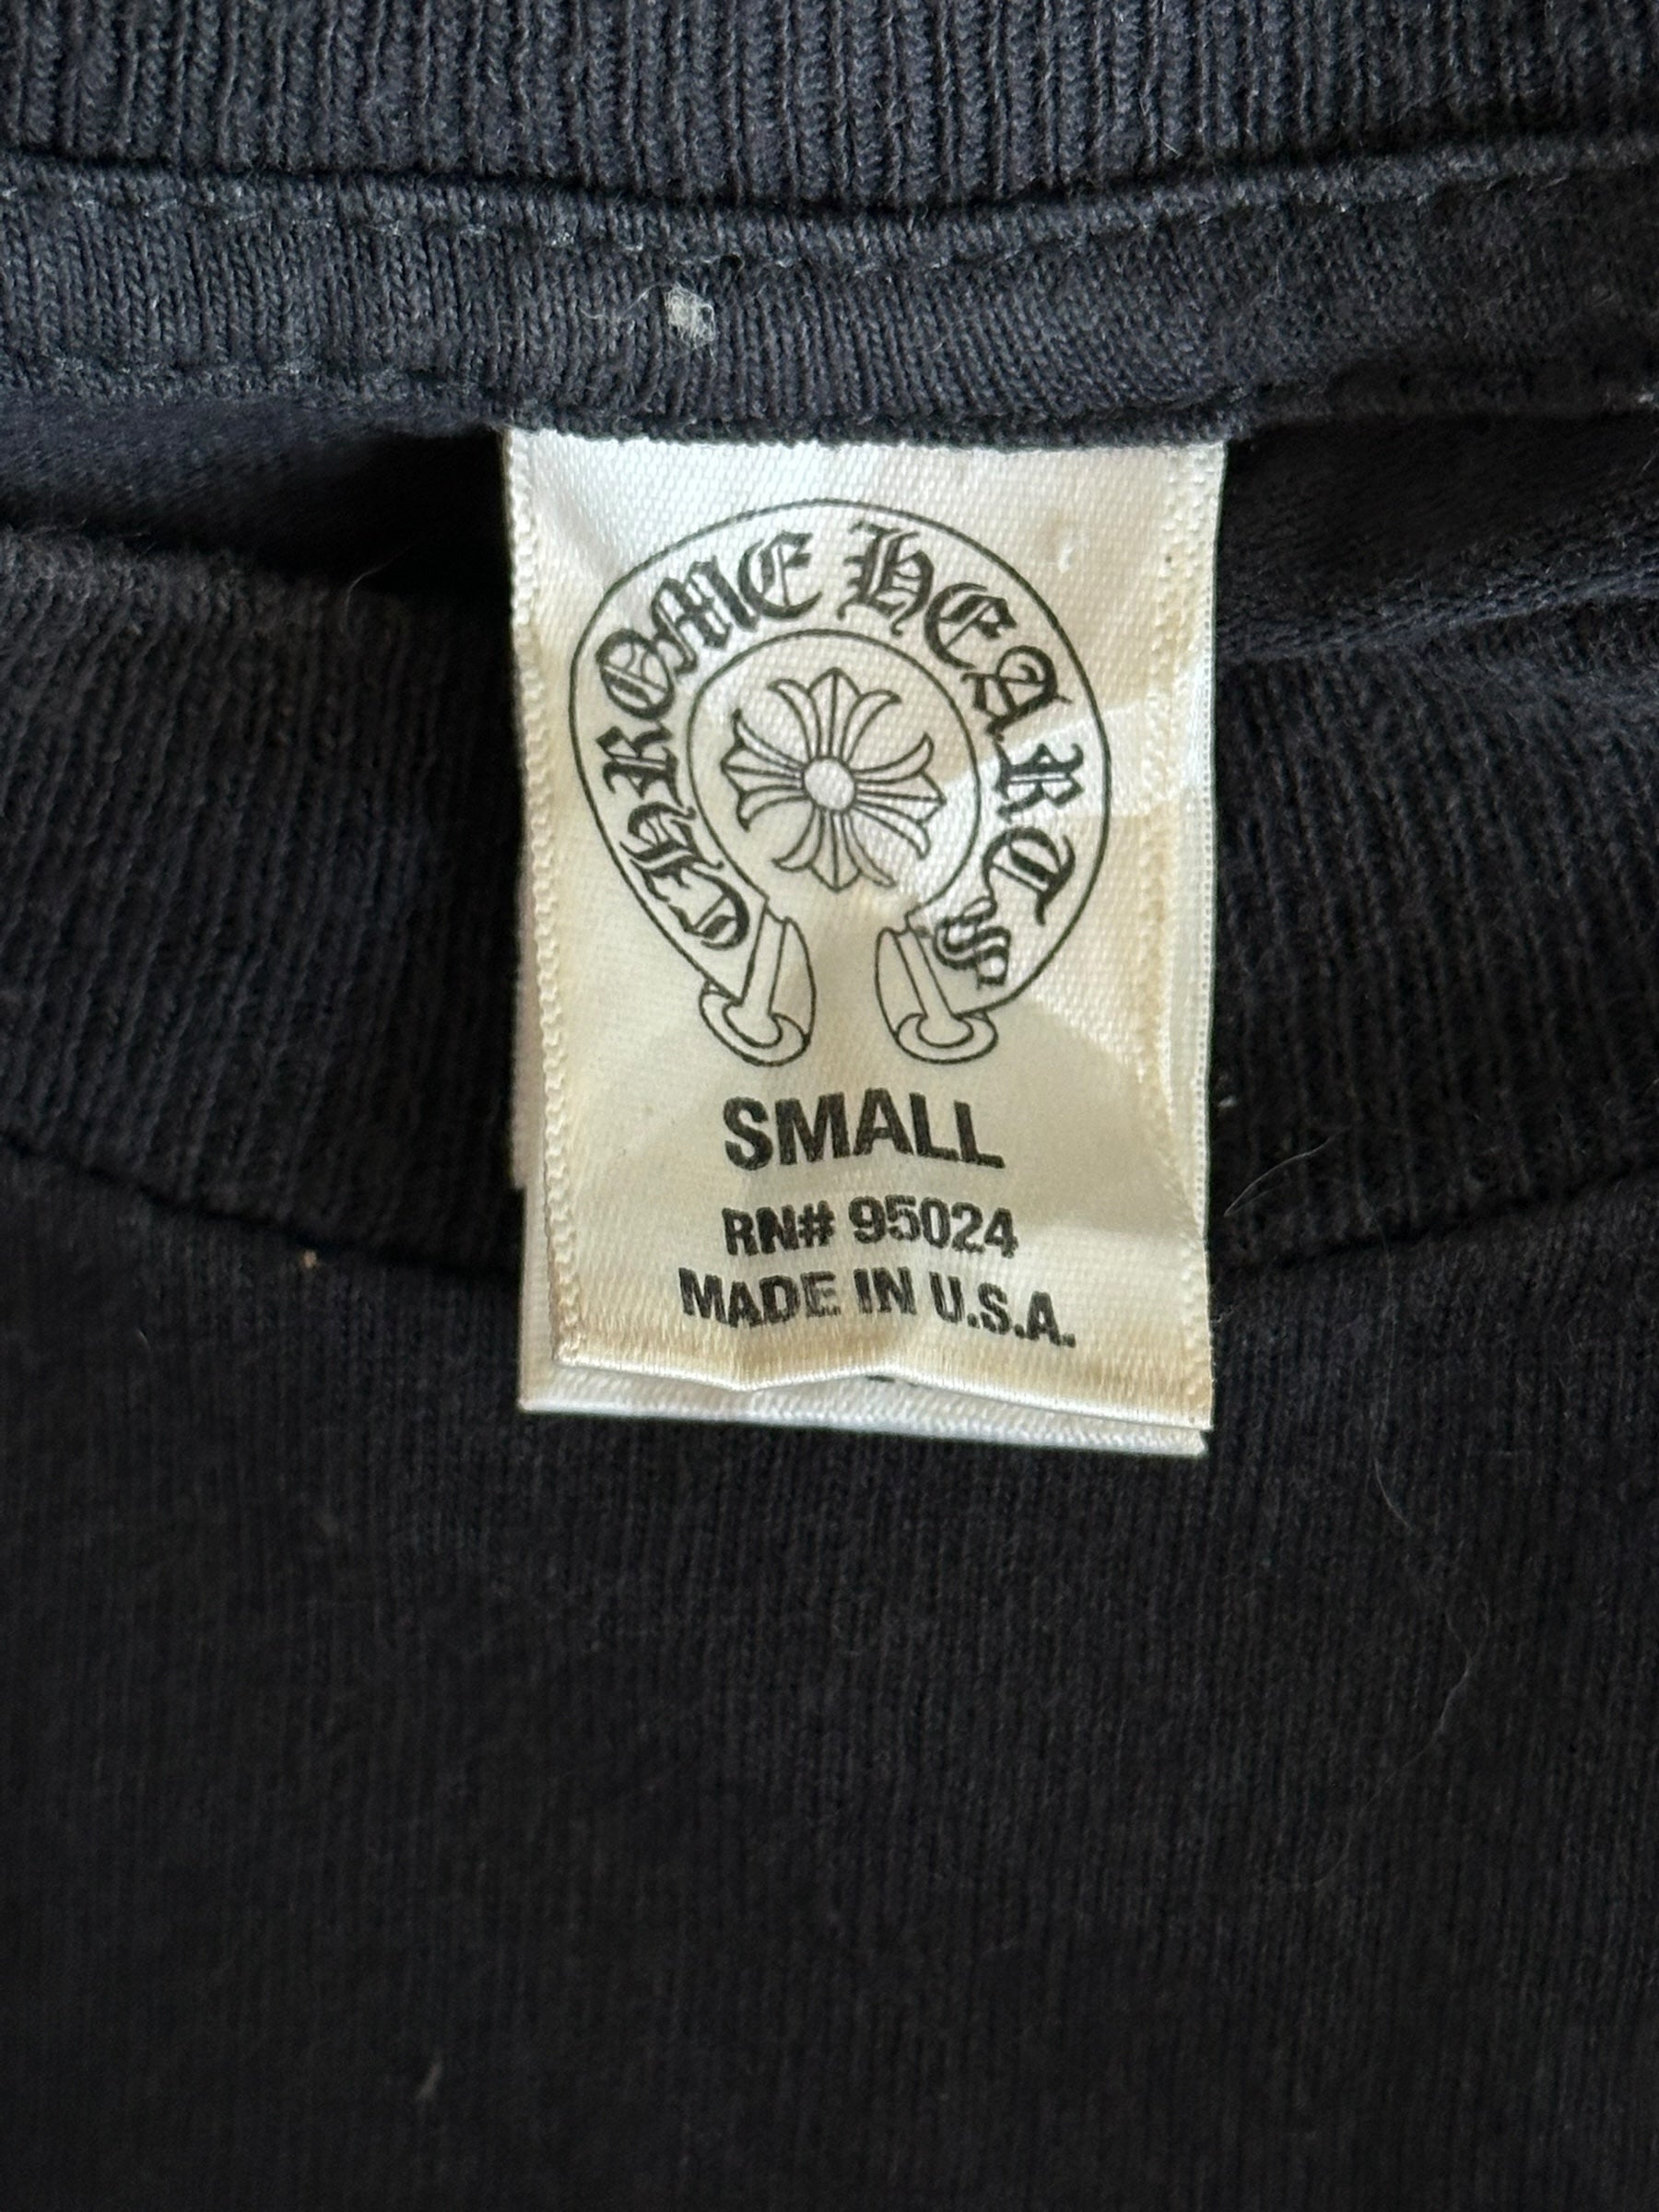 CHROME HEARTS
SMALL
RN# 95024
MADE IN U.S.A.